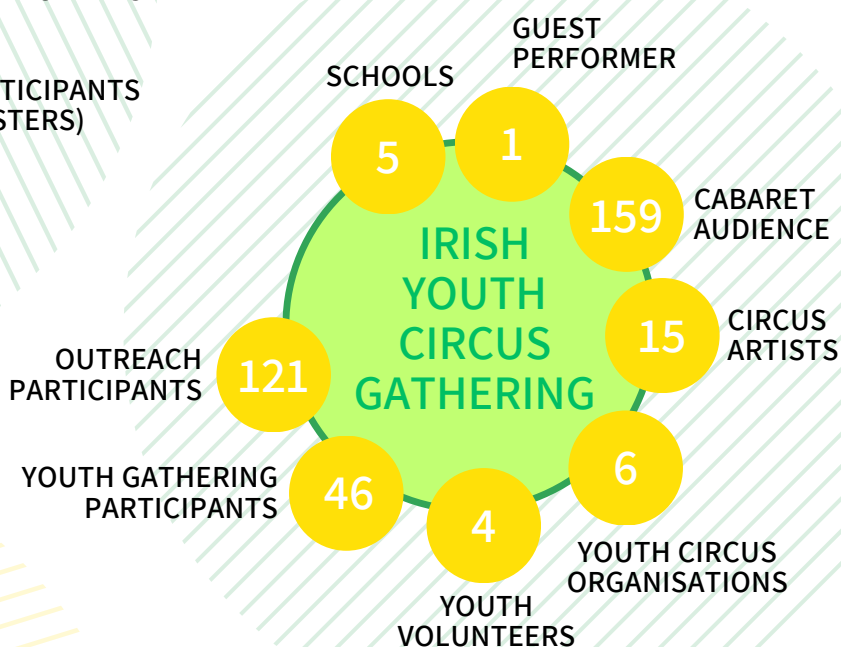 GUEST
PERFORMER
1
SCHOOLS
5
159
CABARET
AUDIENCE
IRISH
YOUTH
CIRCUS
GATHERING
15
CIRCUS
ARTISTS
OUTREACH
PARTICIPANTS
121
YOUTH GATHERING
PARTICIPANTS
46
6
YOUTH CIRCUS
ORGANISATIONS
4
YOUTH
VOLUNTEERS
TICIPANTS
STERS)